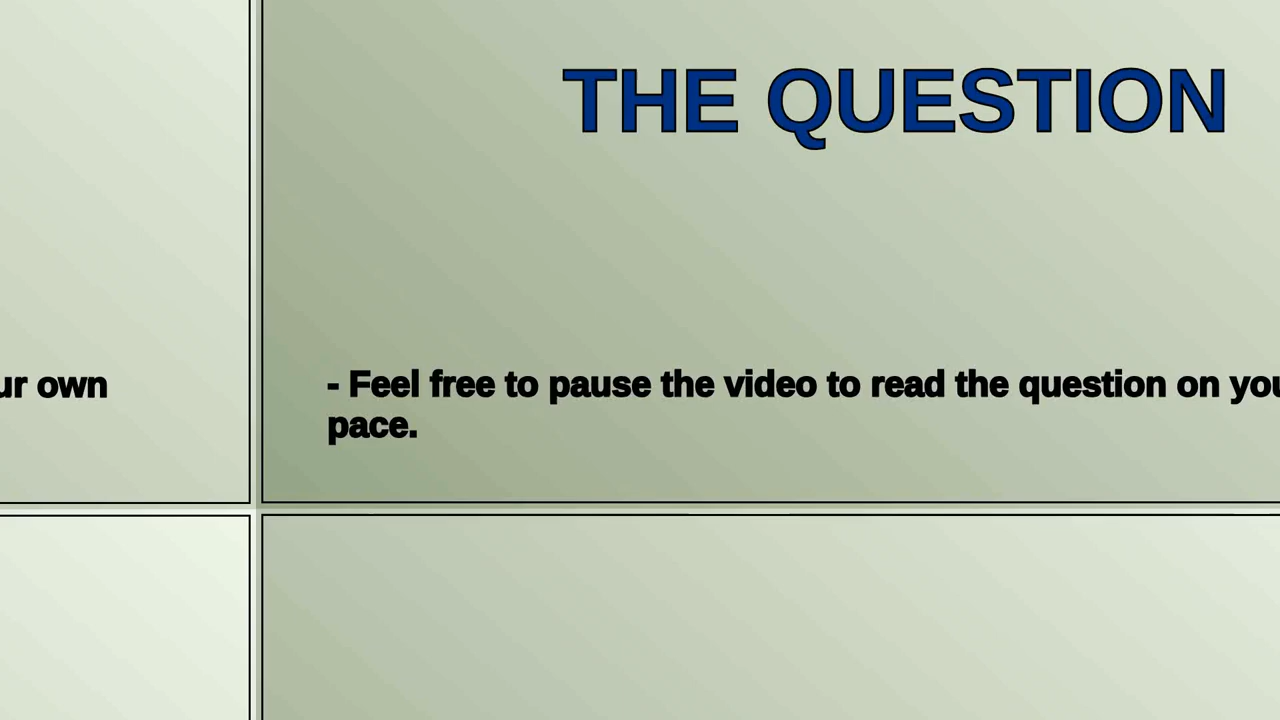 THE QUESTION
ur own
- Feel free to pause the video to read the question on you
pace.